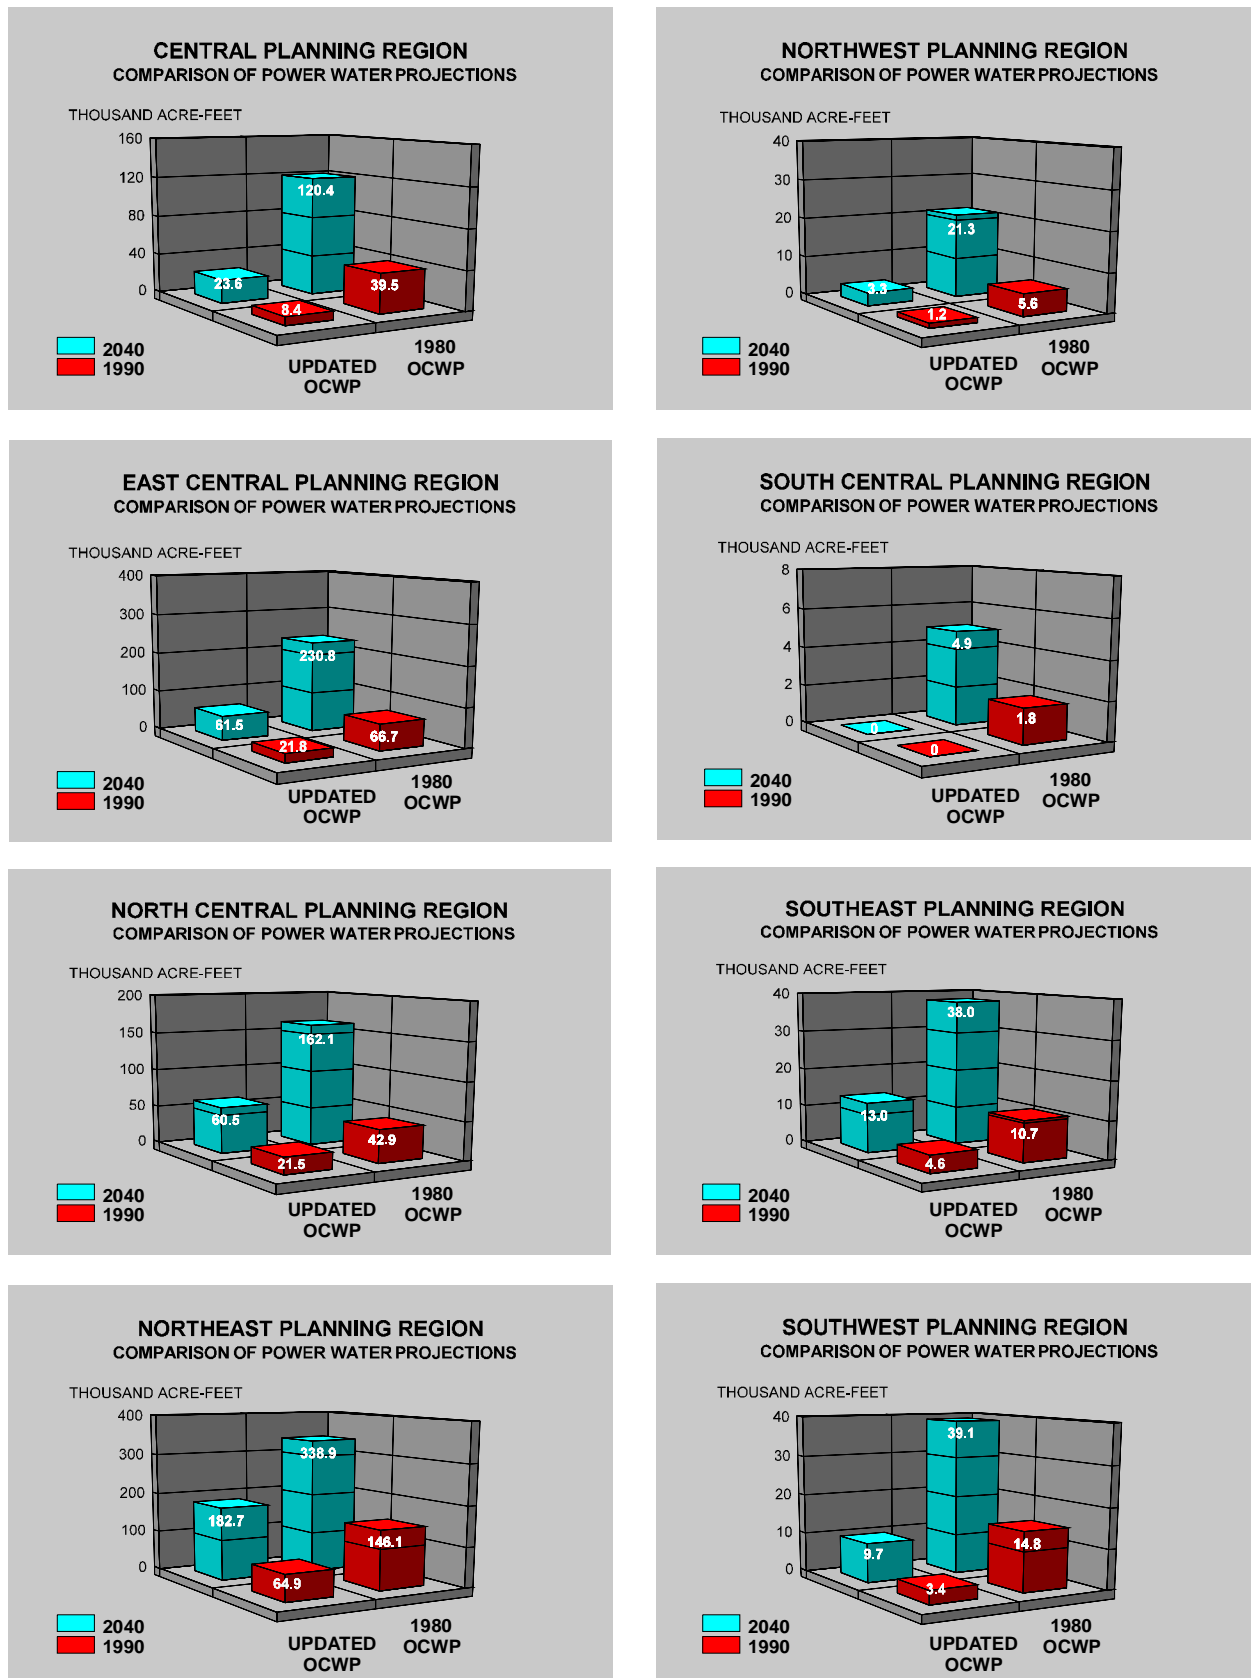 CENTRAL PLANNING REGION
COMPARISON OF POWER WATER PROJECTIONS
THOUSAND ACRE-FEET
160
120
80
40
0
120.4
23.6
39.5
8.4
2040
1990
UPDATED
OCWP
1980
OCWP
NORTHWEST PLANNING REGION
COMPARISON OF POWER WATER PROJECTIONS
THOUSAND ACRE-FEET
40
30
20
10
0
21.3
3.3
5.6
1.2
2040
1990
UPDATED
OCWP
1980
OCWP
EAST CENTRAL PLANNING REGION
COMPARISON OF POWER WATER PROJECTIONS
THOUSAND ACRE-FEET
400
300
200
100
0
230.8
61.5
66.7
21.8
2040
1990
UPDATED
OCWP
1980
OCWP
SOUTH CENTRAL PLANNING REGION
COMPARISON OF POWER WATER PROJECTIONS
THOUSAND ACRE-FEET
8
6
4
2
0
4.9
0
1.8
0
2040
1990
UPDATED
OCWP
1980
OCWP
NORTH CENTRAL PLANNING REGION
COMPARISON OF POWER WATER PROJECTIONS
THOUSAND ACRE-FEET
200
150
100
50
0
162.1
60.5
42.9
21.5
2040
1990
UPDATED
OCWP
1980
OCWP
SOUTHEAST PLANNING REGION
COMPARISON OF POWER WATER PROJECTIONS
THOUSAND ACRE-FEET
40
30
20
10
0
38.0
13.0
10.7
4.6
2040
1990
UPDATED
OCWP
1980
OCWP
NORTHEAST PLANNING REGION
COMPARISON OF POWER WATER PROJECTIONS
THOUSAND ACRE-FEET
400
300
200
100
0
338.9
182.7
146.1
64.9
2040
1990
UPDATED
OCWP
1980
OCWP
SOUTHWEST PLANNING REGION
COMPARISON OF POWER WATER PROJECTIONS
THOUSAND ACRE-FEET
40
30
20
10
0
39.1
9.7
14.8
3.4
2040
1990
UPDATED
OCWP
1980
OCWP